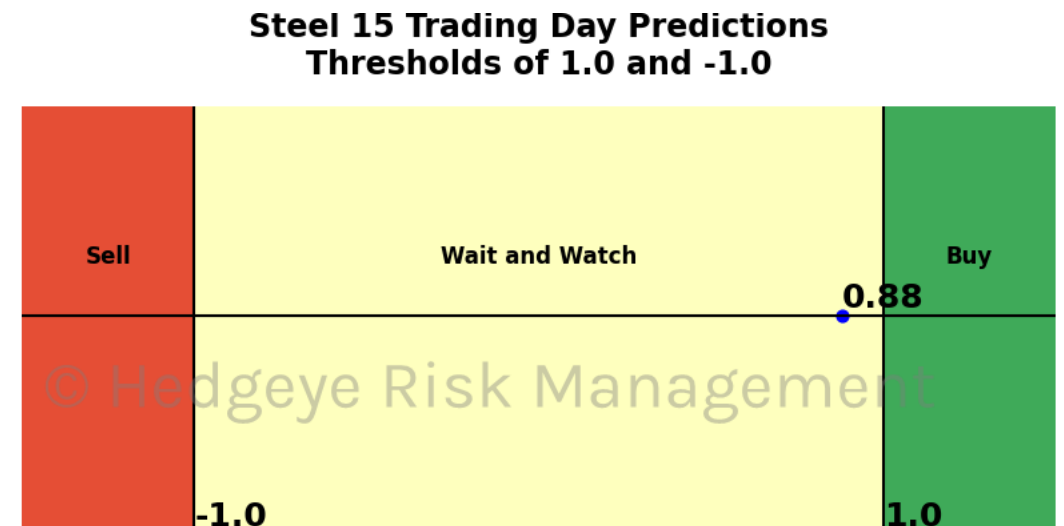 Steel 15 Trading Day Predictions
Thresholds of 1.0 and -1.0
Sell
Wait and Watch
Buy
0.88
© Hedgeye Risk Management
-1.0
1.0